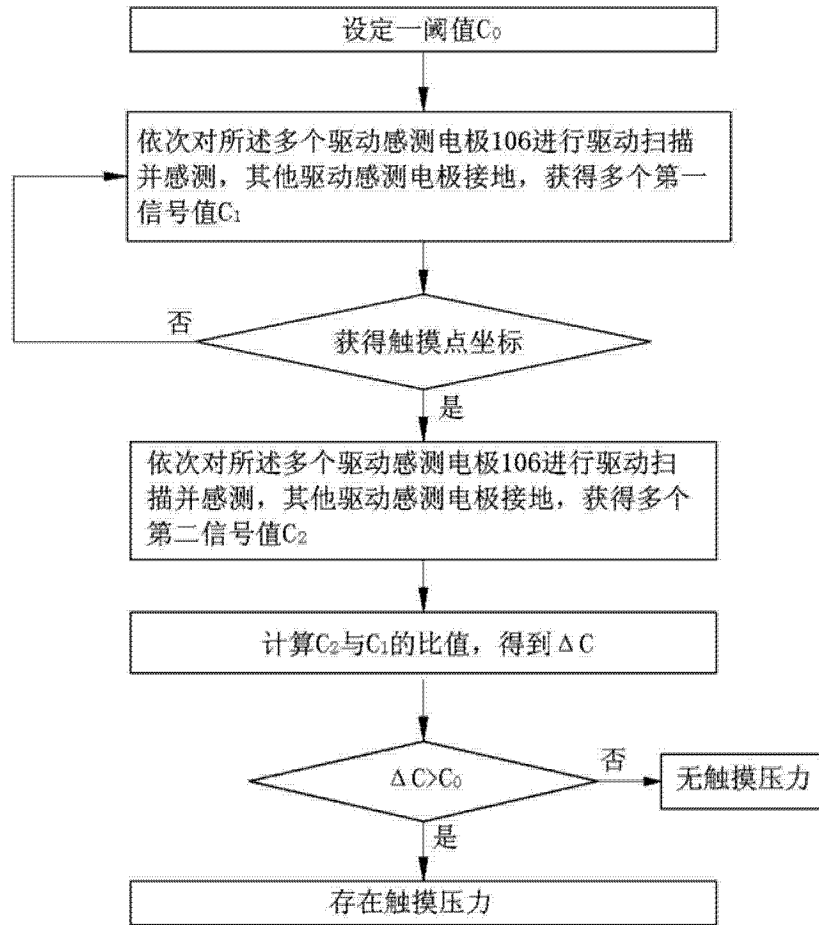 设定一阈值C₀
依次对所述多个驱动感测电极106进行驱动扫描
并感测，其他驱动感测电极接地，获得多个第一
信号值C₁
否
获得触摸点坐标
是
依次对所述多个驱动感测电极106进行驱动扫
描并感测，其他驱动感测电极接地，获得多个
第二信号值C₂
计算C₂与C₁的比值，得到ΔC
ΔC>C₀
否
无触摸压力
是
存在触摸压力